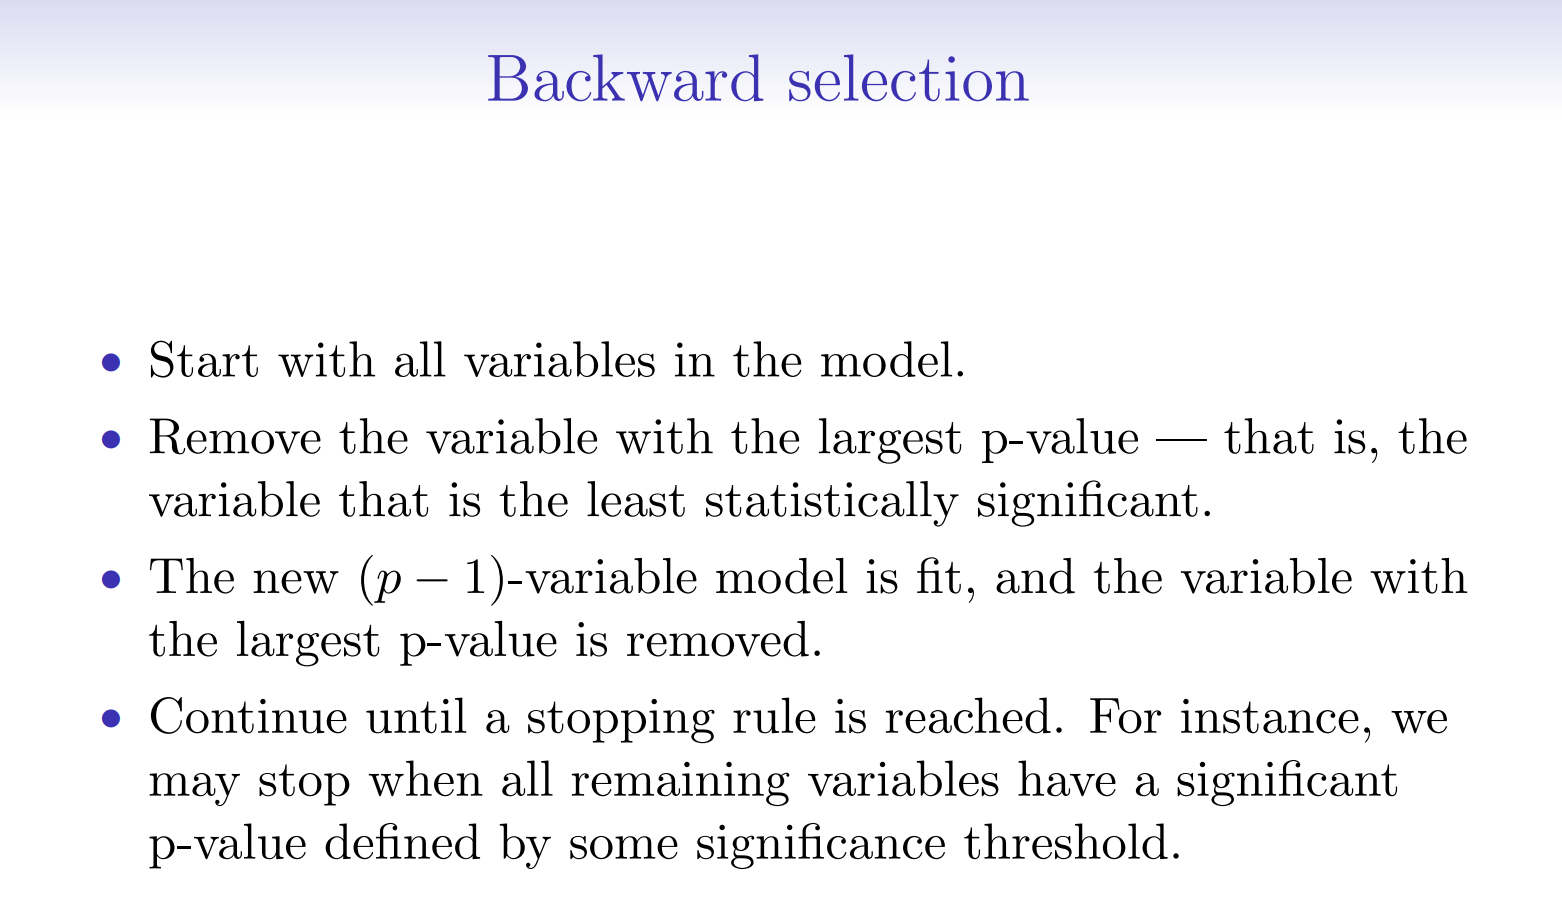 Backward selection
• Start with all variables in the model.
• Remove the variable with the largest p-value — that is, the
variable that is the least statistically significant.
• The new (p − 1)-variable model is fit, and the variable with
the largest p-value is removed.
• Continue until a stopping rule is reached. For instance, we
may stop when all remaining variables have a significant
p-value defined by some significance threshold.